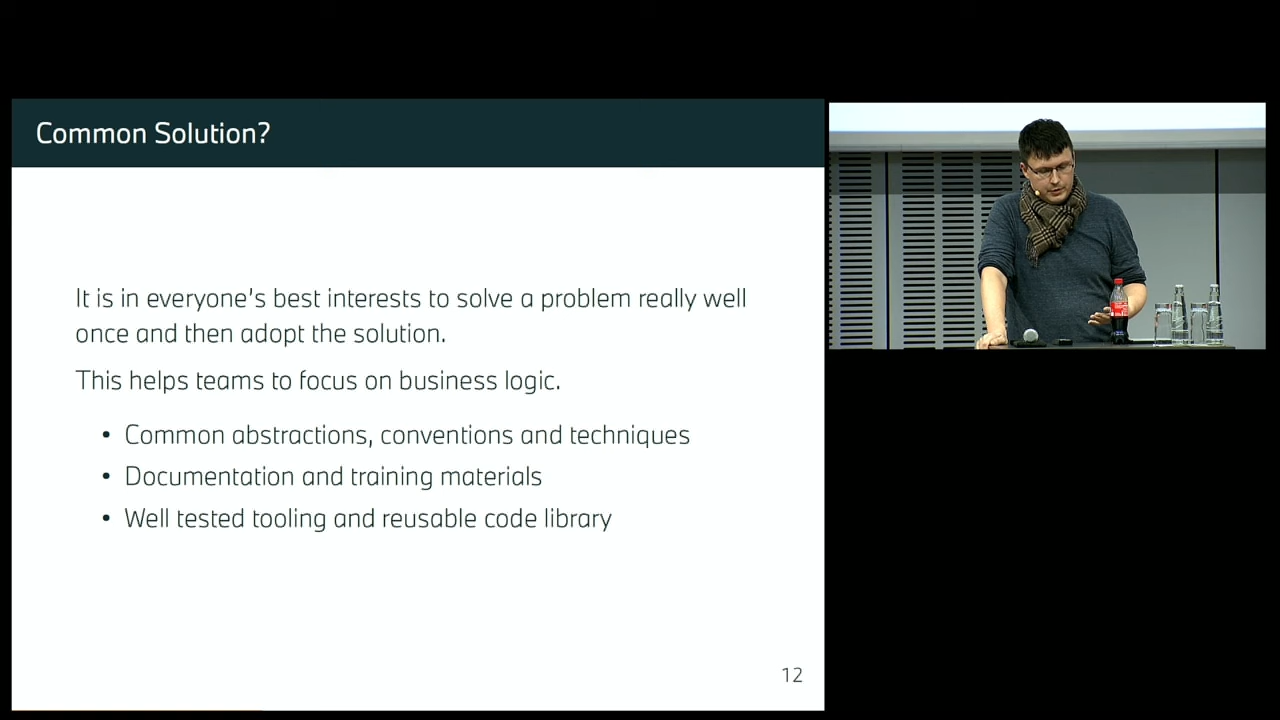 Common Solution?
It is in everyone's best interests to solve a problem really well
once and then adopt the solution.
This helps teams to focus on business logic.
• Common abstractions, conventions and techniques
• Documentation and training materials
• Well tested tooling and reusable code library
12